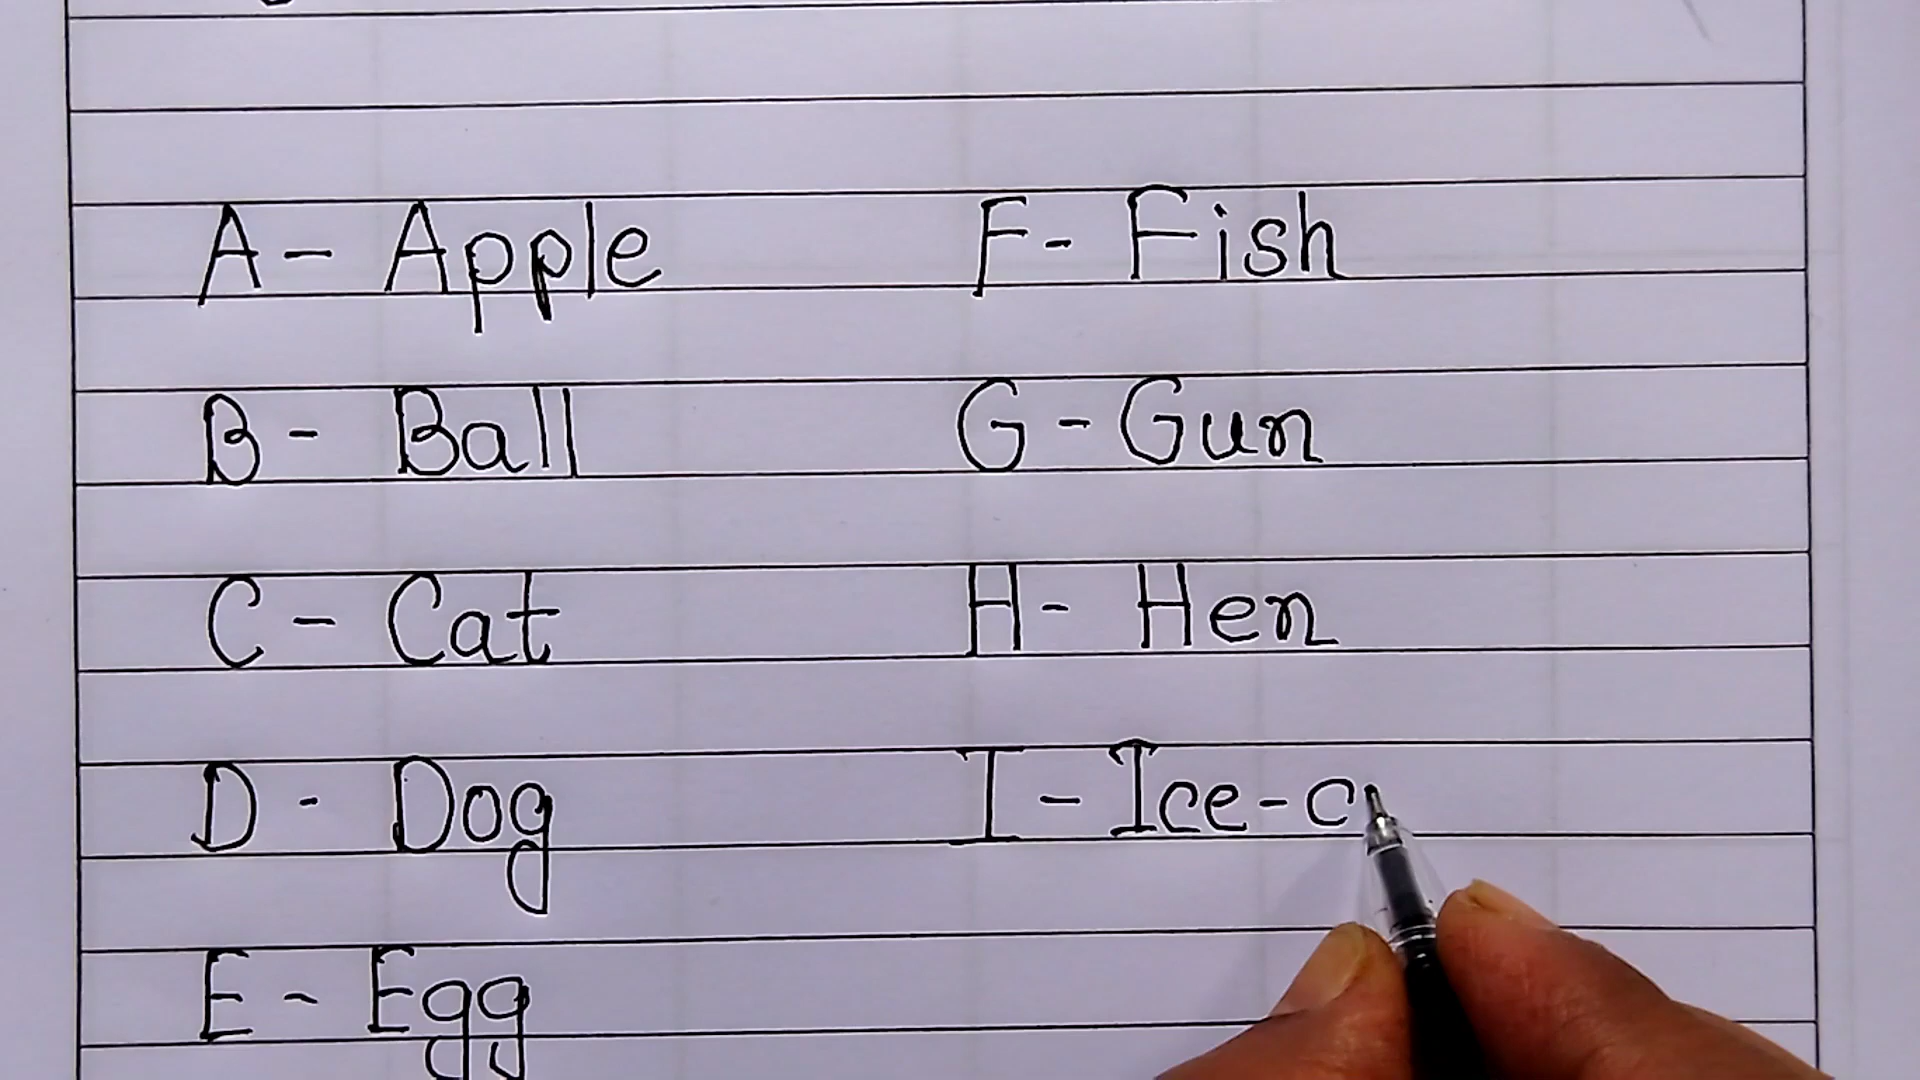 A - Apple
B - Ball
C - Cat
D - Dog
E - Egg
F - Fish
G - Gun
H - Hen
I - Ice-c